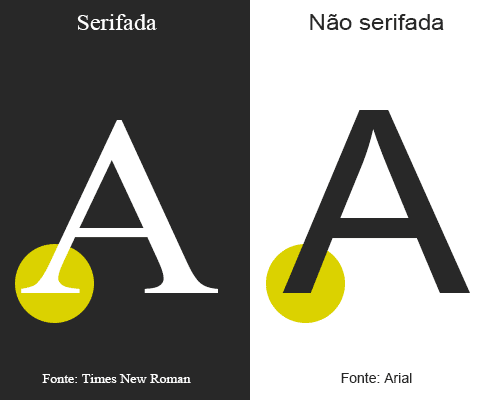 Serifada
A
Fonte: Times New Roman
Não serifada
A
Fonte: Arial